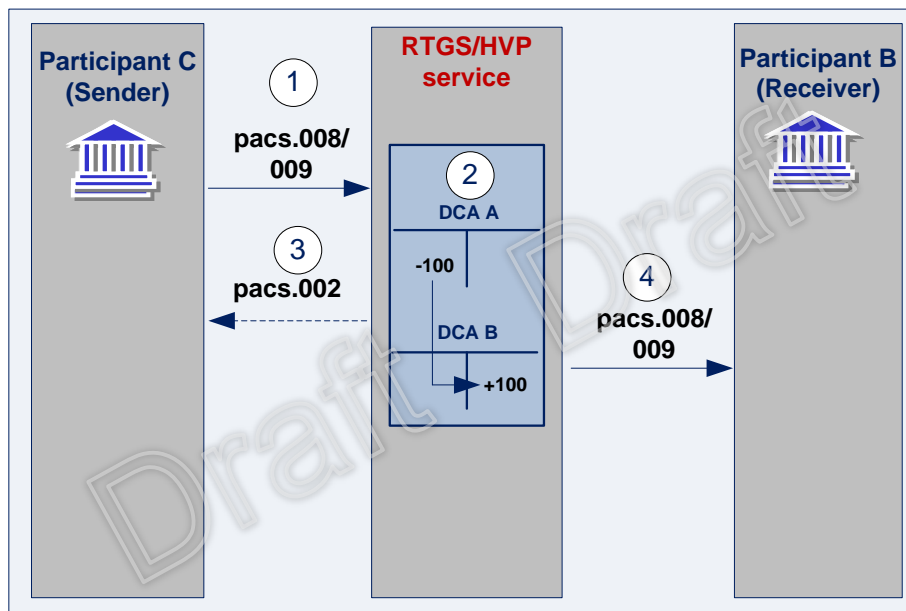 Participant C
(Sender)
1
pacs.008/
009
3
pacs.002
RTGS/HVP
service
2
DCA A
-100
DCA B
+100
4
pacs.008/
009
Participant B
(Receiver)
Draft
Draft